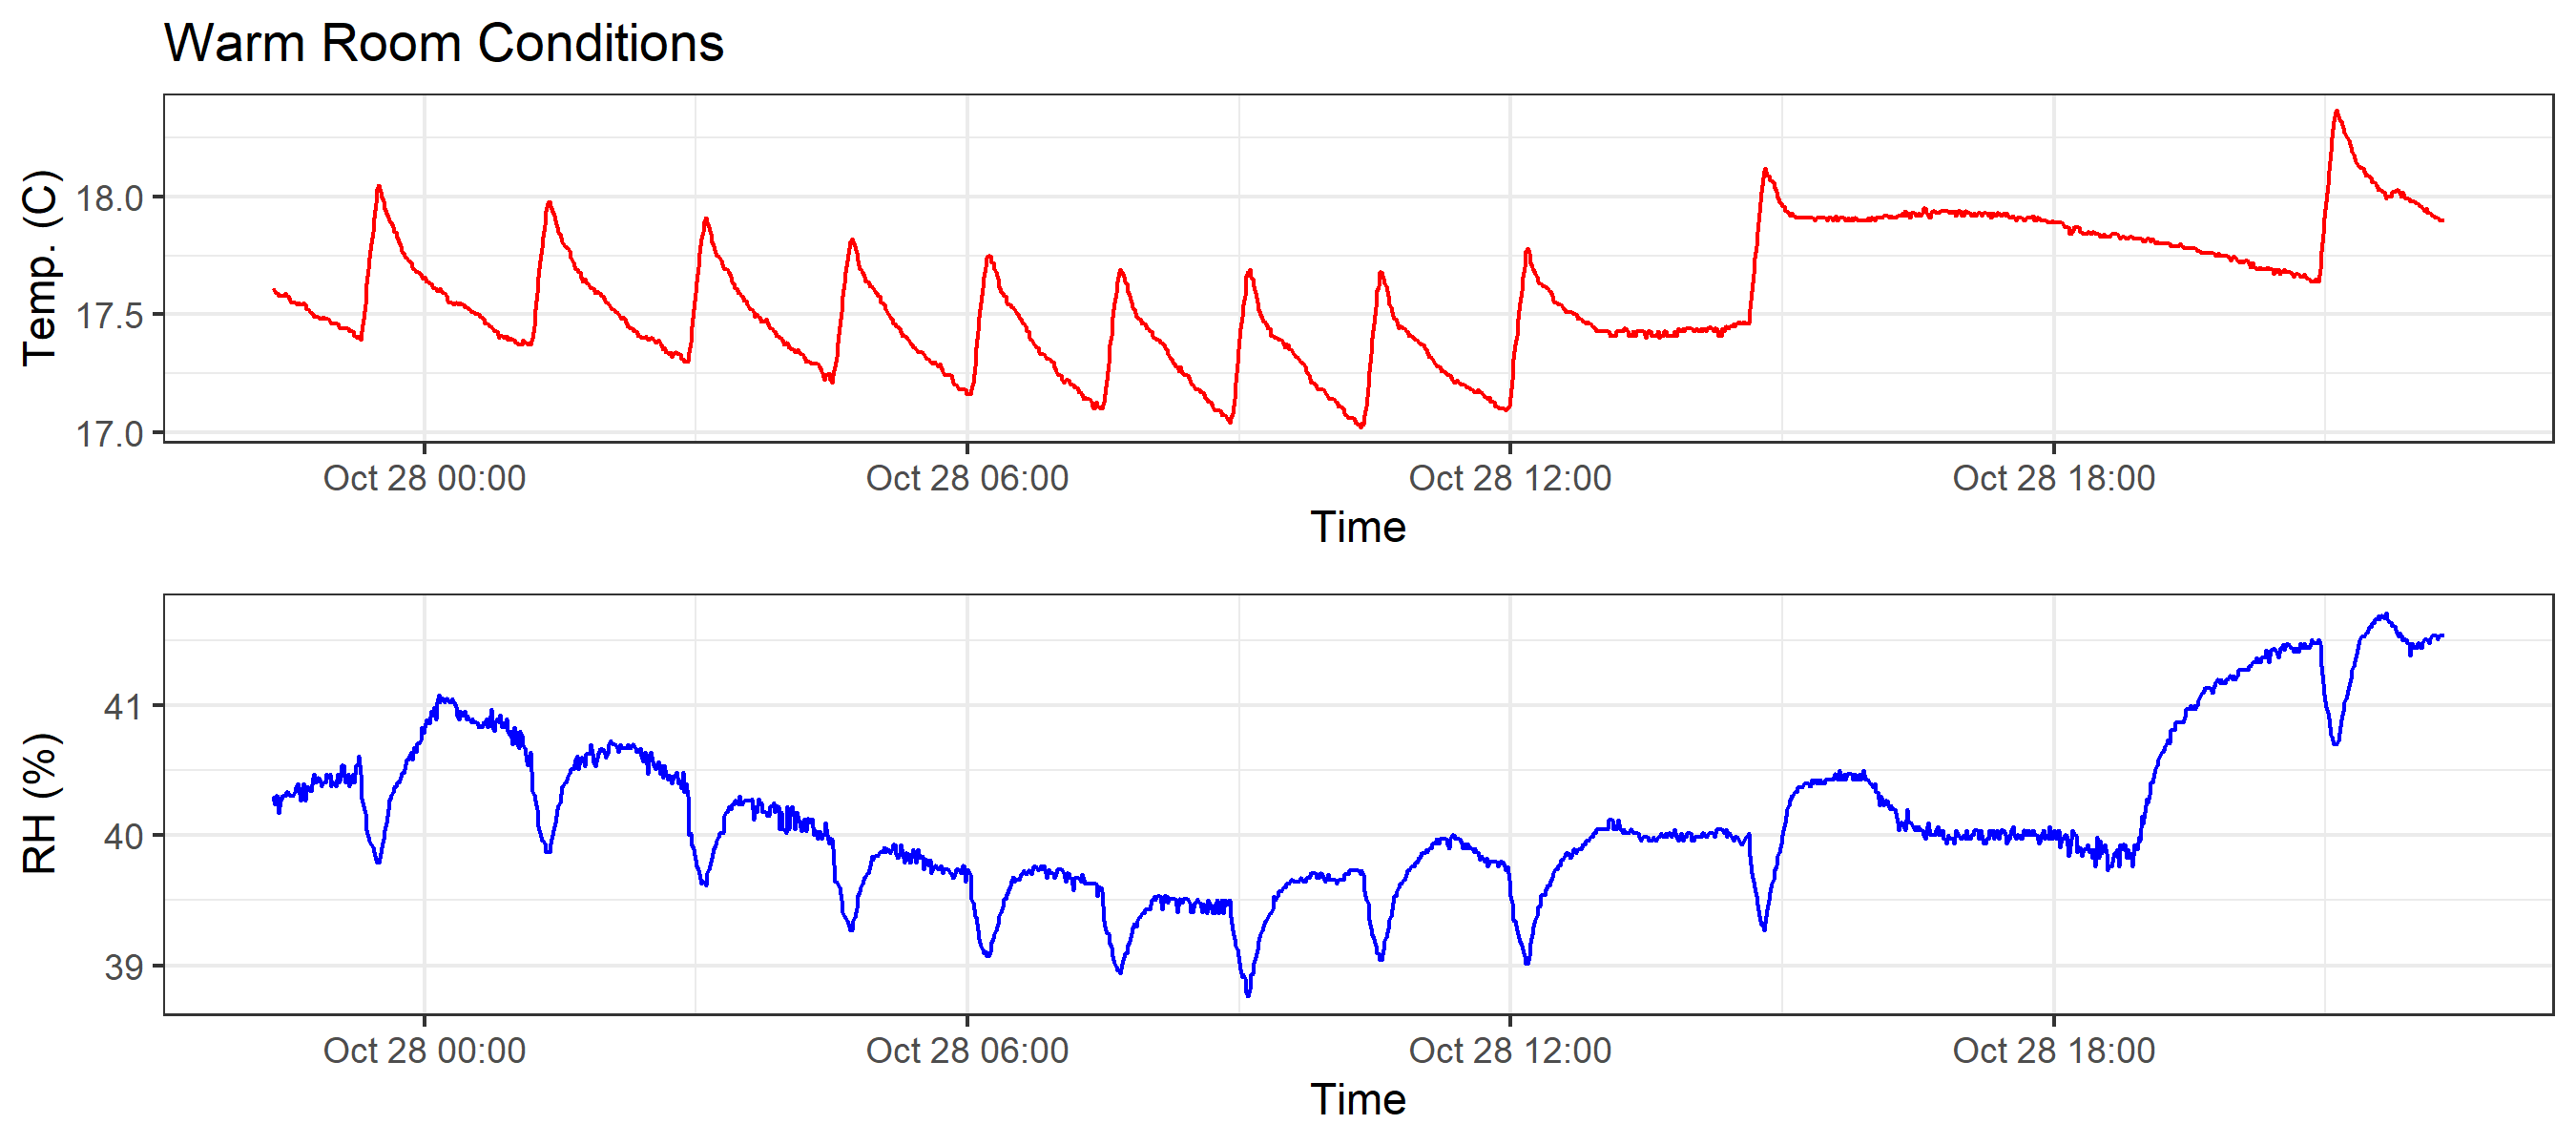 Warm Room Conditions
Temp. (C)
18.0
17.5
17.0
Oct 28 00:00 Oct 28 06:00 Oct 28 12:00 Oct 28 18:00
Time
RH (%)
41
40
39
Oct 28 00:00 Oct 28 06:00 Oct 28 12:00 Oct 28 18:00
Time